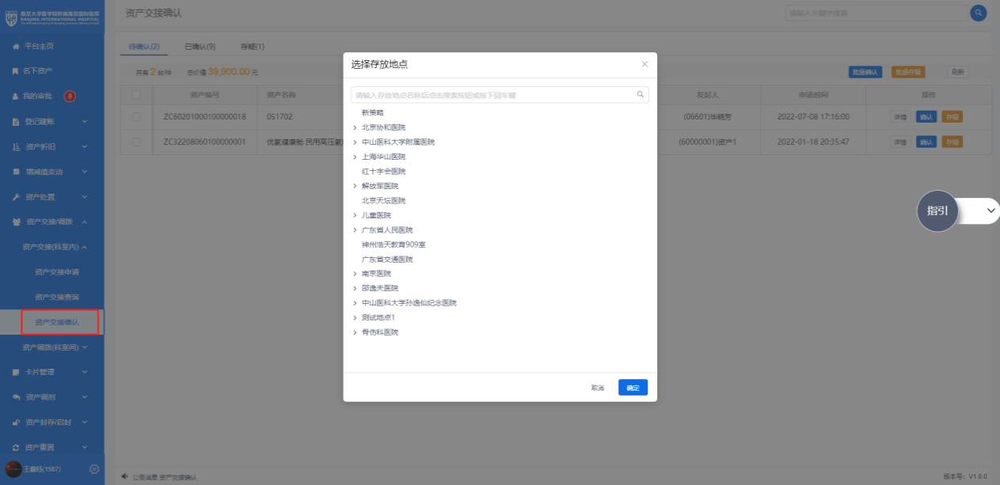 南京大学医学院附属南京国际医院
NANJING INTERNATIONAL HOSPITAL
资产交接确认
请输入关键字搜索
平台主页
名下资产
我的审批 8
登记建账
资产折旧
增减值变动
资产处置
资产交接/调拨
资产交接(科室内)
资产交接申请
资产交接查询
资产交接确认
资产调拨(科室间)
卡片管理
资产调剂
资产封存/启封
资产重置
王鑫钰(1587)
待确认(2) 已确认(9) 存疑(1)
共有 2 台/件 总价值 39,900.00 元
批量确认 批量存疑 刷新
资产编号 资产名称 发起人 申请时间 操作
ZC60201000100000018 051702 (06601)毕晓芳 2022-07-08 17:16:00 详情 确认 存疑
ZC32208060100000001 优氧健康舱 民用高压氧 (60000001)资产1 2022-01-18 20:35:47 详情 确认 存疑
选择存放地点
请输入存放地点名称后点击搜索按钮或按下回车键
新策略
北京协和医院
中山医科大学附属医院
上海华山医院
红十字会医院
解放军医院
北京天坛医院
儿童医院
广东省人民医院
神州浩天教育909室
广东省交通医院
南京医院
邵逸夫医院
中山医科大学孙逸仙纪念医院
测试地点1
骨伤科医院
取消 确定
指引
公告消息 资产交接确认
版本号: V1.0.0